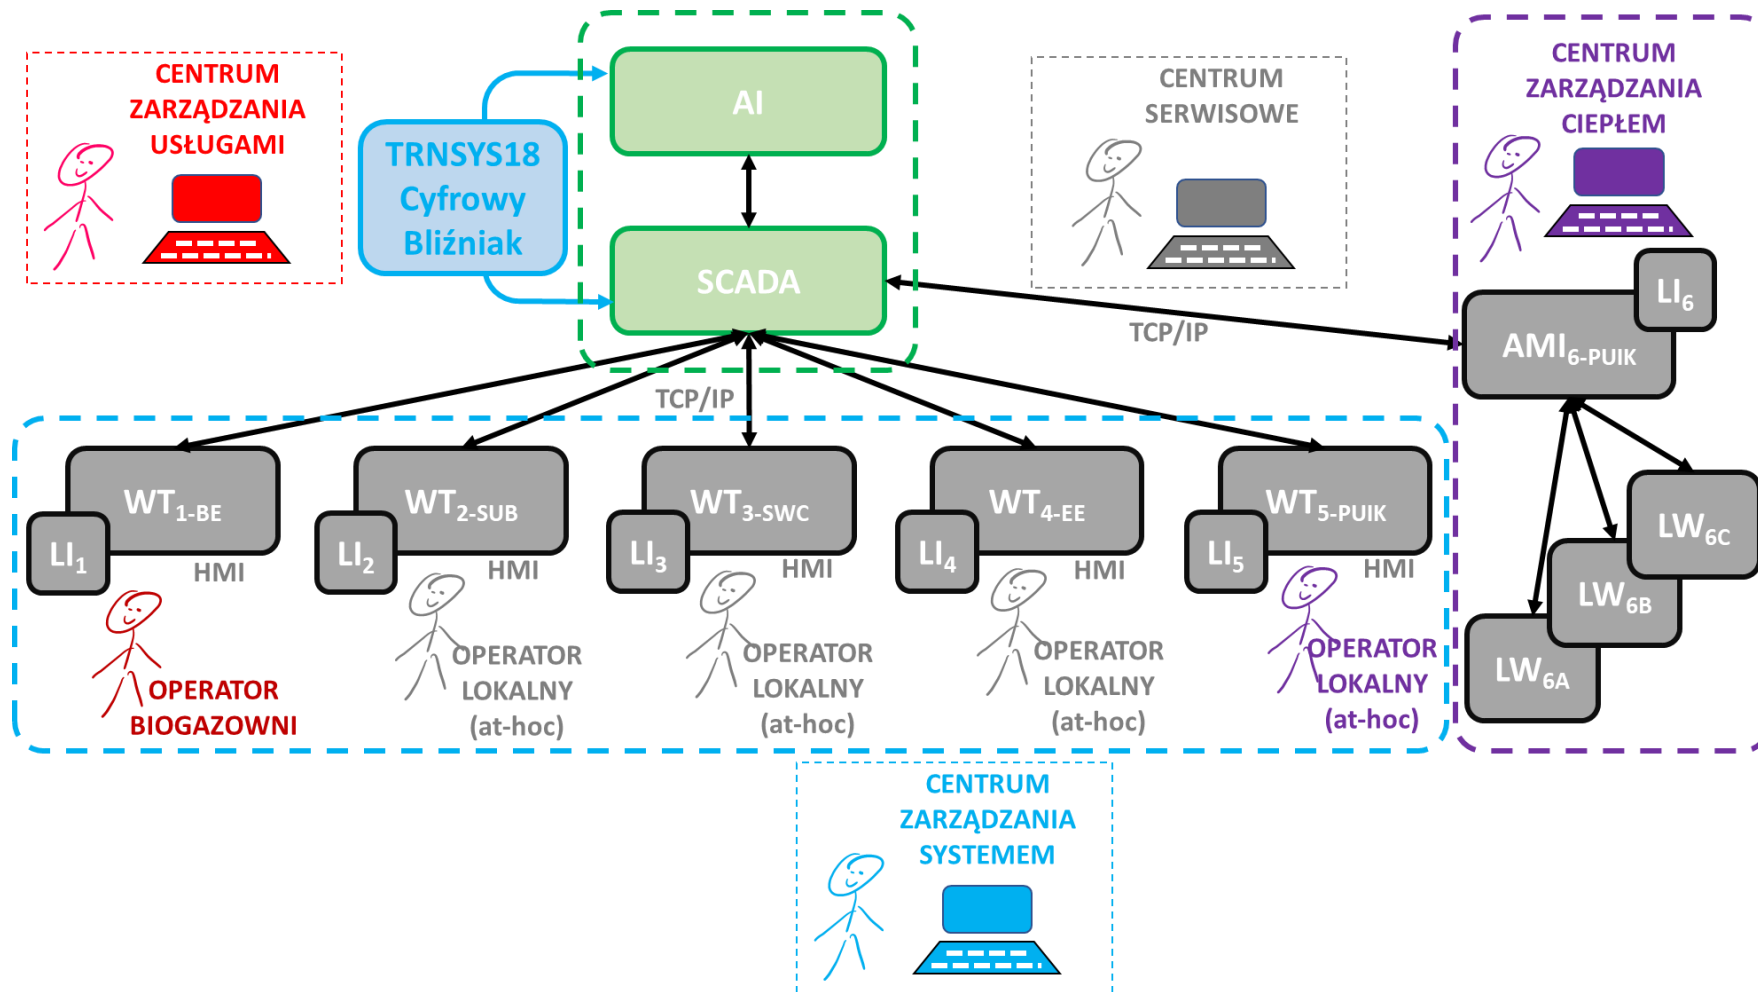 CENTRUM
ZARZĄDZANIA
USŁUGAMI
TRNSYS18
Cyfrowy
Bliźniak
AI
SCADA
CENTRUM
SERWISOWE
CENTRUM
ZARZĄDZANIA
CIEPŁEM
TCP/IP
LI6
AMI6-PUIK
TCP/IP
WT1-BE
LI1
HMI
OPERATOR
BIOGAZOWNI
WT2-SUB
LI2
HMI
OPERATOR
LOKALNY
(at-hoc)
WT3-SWC
LI3
HMI
OPERATOR
LOKALNY
(at-hoc)
WT4-EE
LI4
HMI
OPERATOR
LOKALNY
(at-hoc)
WT5-PUIK
LI5
HMI
OPERATOR
LOKALNY
(at-hoc)
LW6C
LW6B
LW6A
CENTRUM
ZARZĄDZANIA
SYSTEMEM